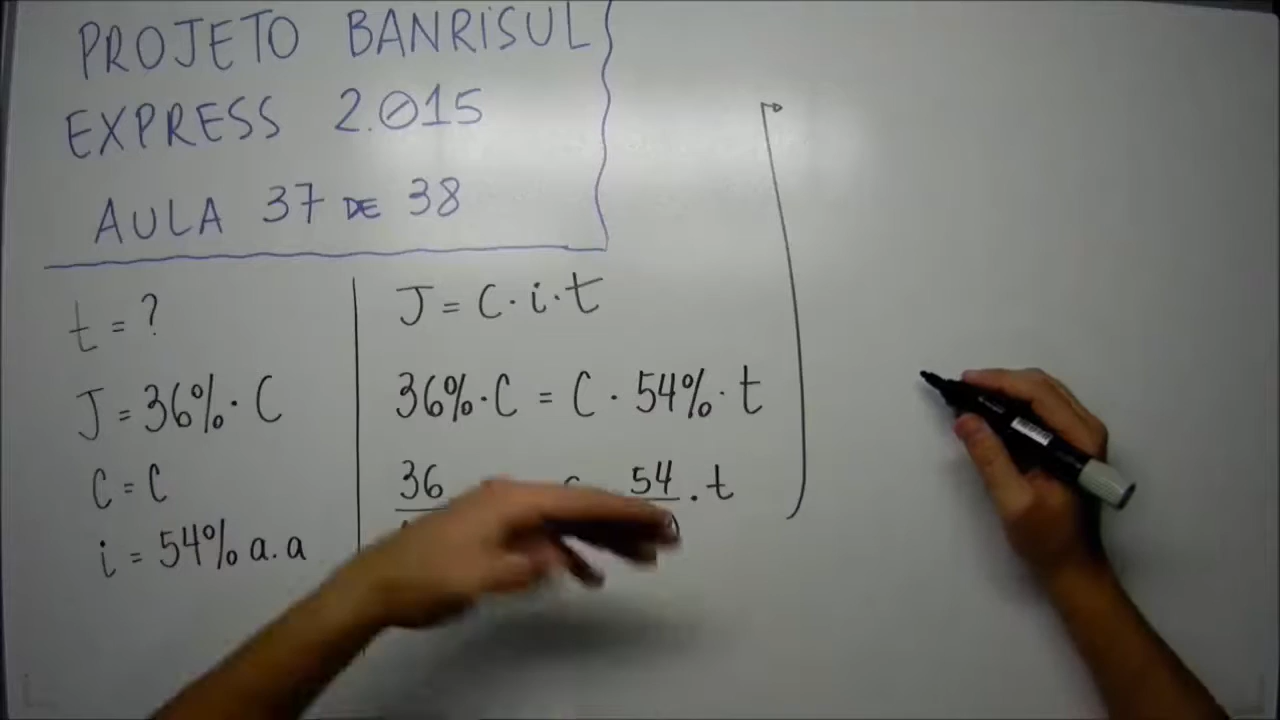 PROJETO BANRISUL
EXPRESS 2.015
AULA 37 DE 38
t = ?
J = 36% · C
C = C
i = 54% a.a
J = C · i · t
36% · C = C · 54% · t
36 54 . t